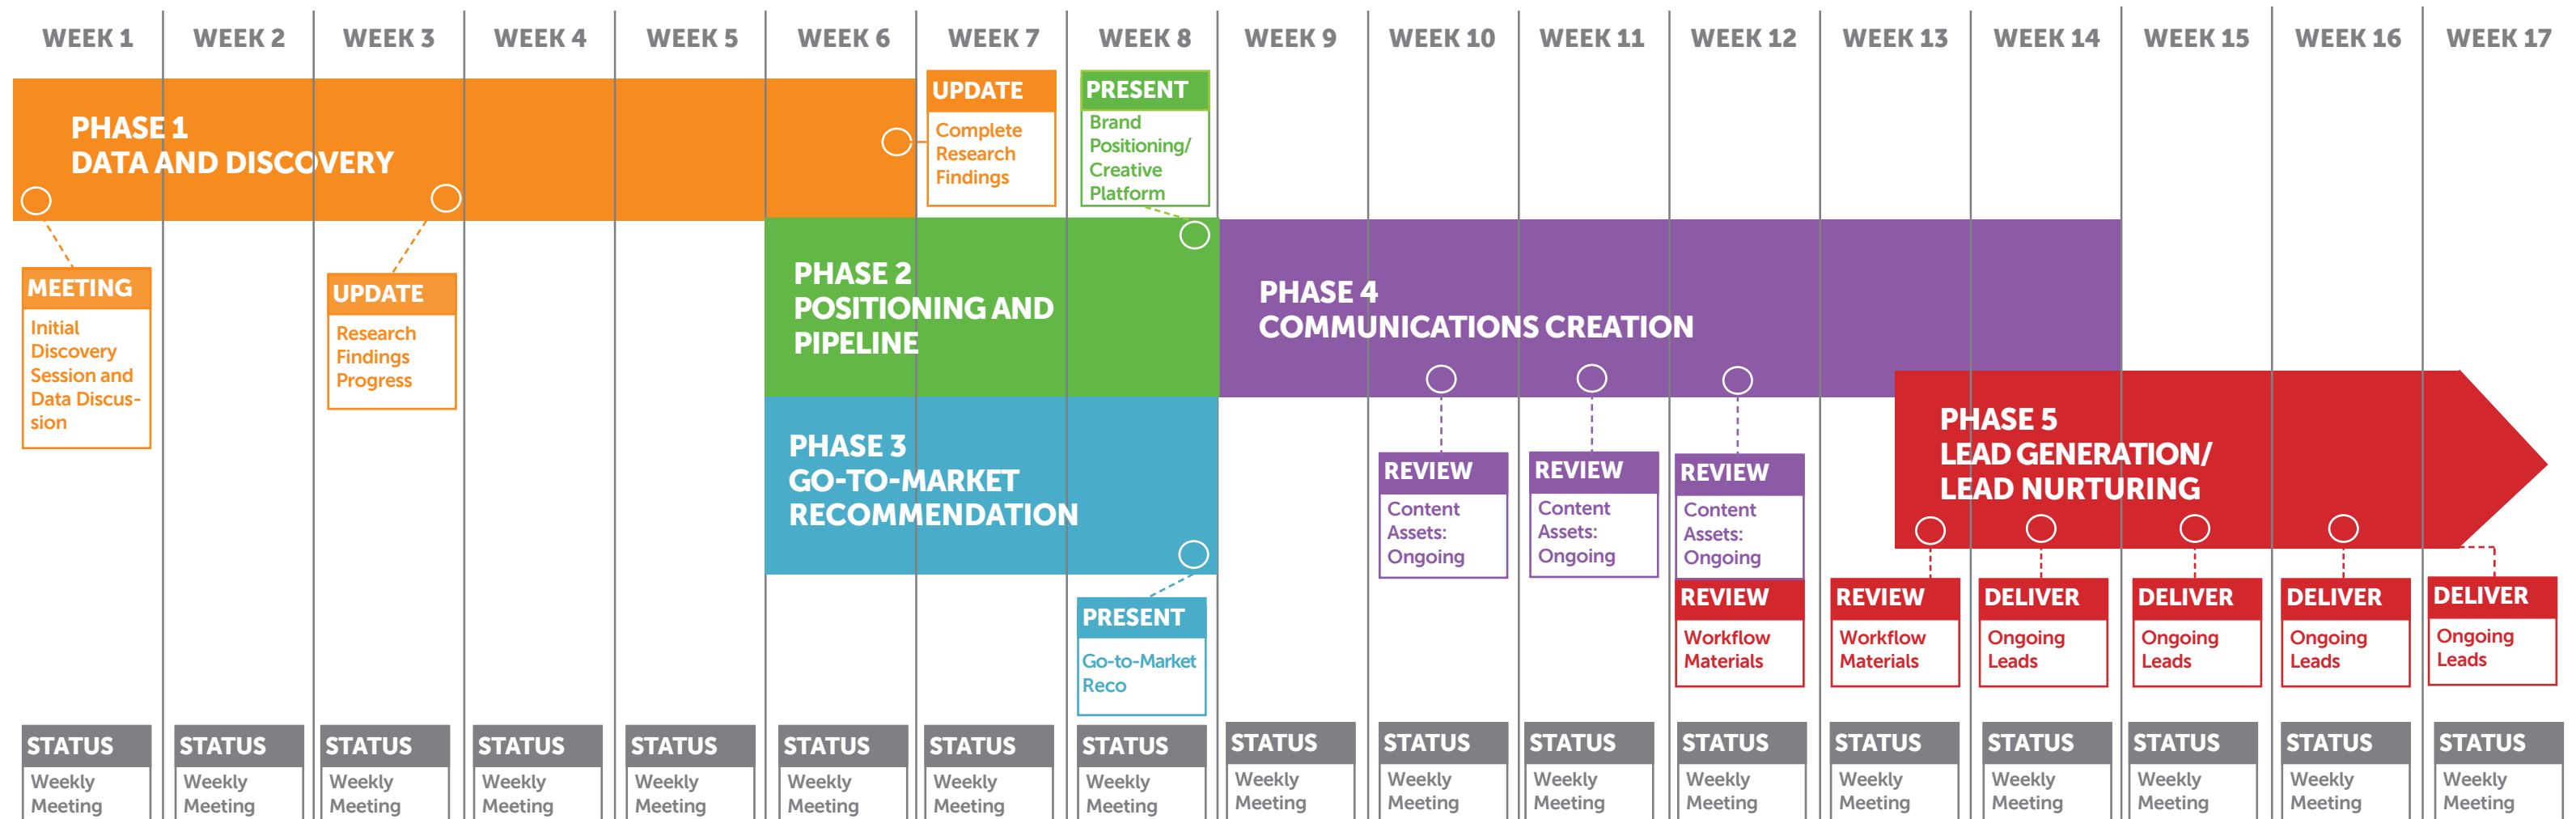 WEEK 1
WEEK 2
WEEK 3
WEEK 4
WEEK 5
WEEK 6
WEEK 7
WEEK 8
WEEK 9
WEEK 10
WEEK 11
WEEK 12
WEEK 13
WEEK 14
WEEK 15
WEEK 16
WEEK 17
PHASE 1
DATA AND DISCOVERY
UPDATE
Complete
Research
Findings
PRESENT
Brand
Positioning/
Creative
Platform
MEETING
Initial
Discovery
Session and
Data Discus-
sion
UPDATE
Research
Findings
Progress
PHASE 2
POSITIONING AND
PIPELINE
PHASE 4
COMMUNICATIONS CREATION
PHASE 3
GO-TO-MARKET
RECOMMENDATION
PHASE 5
LEAD GENERATION/
LEAD NURTURING
REVIEW
Content
Assets:
Ongoing
REVIEW
Content
Assets:
Ongoing
REVIEW
Content
Assets:
Ongoing
PRESENT
Go-to-Market
Reco
REVIEW
Workflow
Materials
REVIEW
Workflow
Materials
DELIVER
Ongoing
Leads
DELIVER
Ongoing
Leads
DELIVER
Ongoing
Leads
DELIVER
Ongoing
Leads
STATUS
Weekly
Meeting
STATUS
Weekly
Meeting
STATUS
Weekly
Meeting
STATUS
Weekly
Meeting
STATUS
Weekly
Meeting
STATUS
Weekly
Meeting
STATUS
Weekly
Meeting
STATUS
Weekly
Meeting
STATUS
Weekly
Meeting
STATUS
Weekly
Meeting
STATUS
Weekly
Meeting
STATUS
Weekly
Meeting
STATUS
Weekly
Meeting
STATUS
Weekly
Meeting
STATUS
Weekly
Meeting
STATUS
Weekly
Meeting
STATUS
Weekly
Meeting